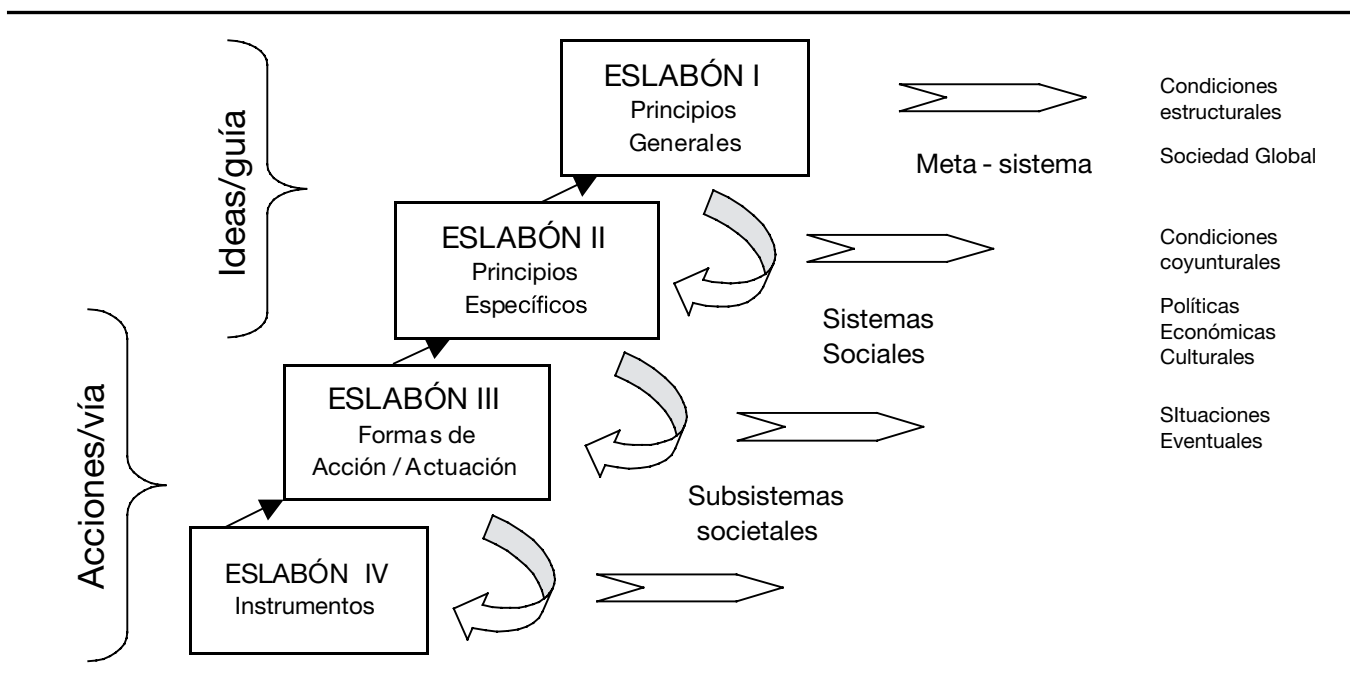 Ideas/guía
Acciones/vía
ESLABÓN I
Principios
Generales
ESLABÓN II
Principios
Específicos
ESLABÓN III
Formas de
Acción / Actuación
ESLABÓN IV
Instrumentos
Meta - sistema
Sistemas
Sociales
Subsistemas
societales
Condiciones
estructurales
Sociedad Global
Condiciones
coyunturales
Políticas
Económicas
Culturales
SItuaciones
Eventuales